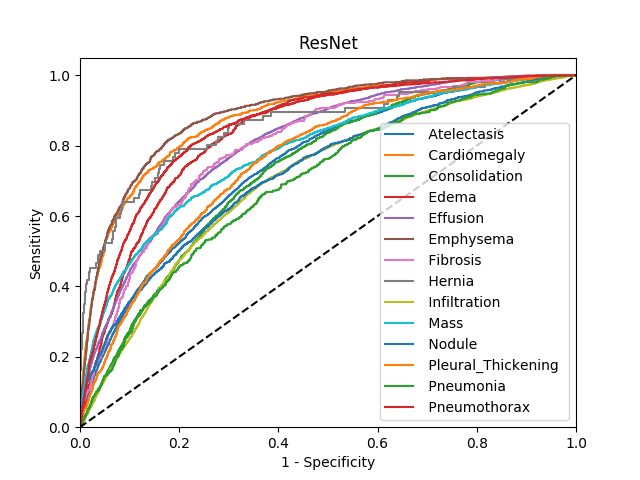 ResNet
1.0
0.8
0.6
0.4
0.2
0.0
Sensitivity
Atelectasis
Cardiomegaly
Consolidation
Edema
Effusion
Emphysema
Fibrosis
Hernia
Infiltration
Mass
Nodule
Pleural_Thickening
Pneumonia
Pneumothorax
0.0 0.2 0.4 0.6 0.8 1.0
1 - Specificity